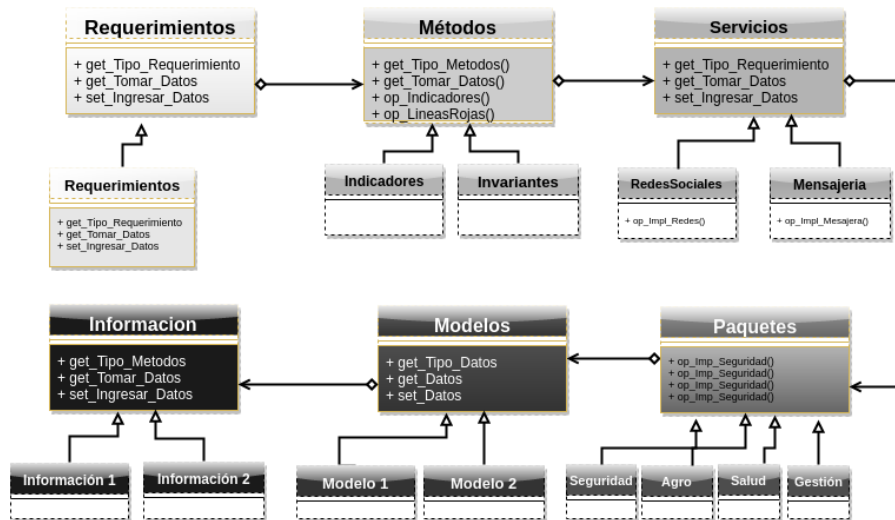 Requerimientos
+ get_Tipo_Requerimiento
+ get_Tomar_Datos
+ set_Ingresar_Datos
Métodos
+ get_Tipo_Metodos()
+ get_Tomar_Datos()
+ op_Indicadores()
+ op_LineasRojas()
Servicios
+ get_Tipo_Requerimiento
+ get_Tomar_Datos
+ set_Ingresar_Datos
Requerimientos
+ get_Tipo_Requerimiento
+ get_Tomar_Datos
+ set_Ingresar_Datos
Indicadores
Invariantes
RedesSociales
+ op_Impl_Redes()
Mensajeria
+ op_Impl_Mesajera()
Informacion
+ get_Tipo_Metodos
+ get_Tomar_Datos
+ set_Ingresar_Datos
Modelos
+ get_Tipo_Datos
+ get_Datos
+ set_Datos
Paquetes
+ op_Imp_Seguridad()
+ op_Imp_Seguridad()
+ op_Imp_Seguridad()
+ op_Imp_Seguridad()
Información 1
Información 2
Modelo 1
Modelo 2
Seguridad
Agro
Salud
Gestión